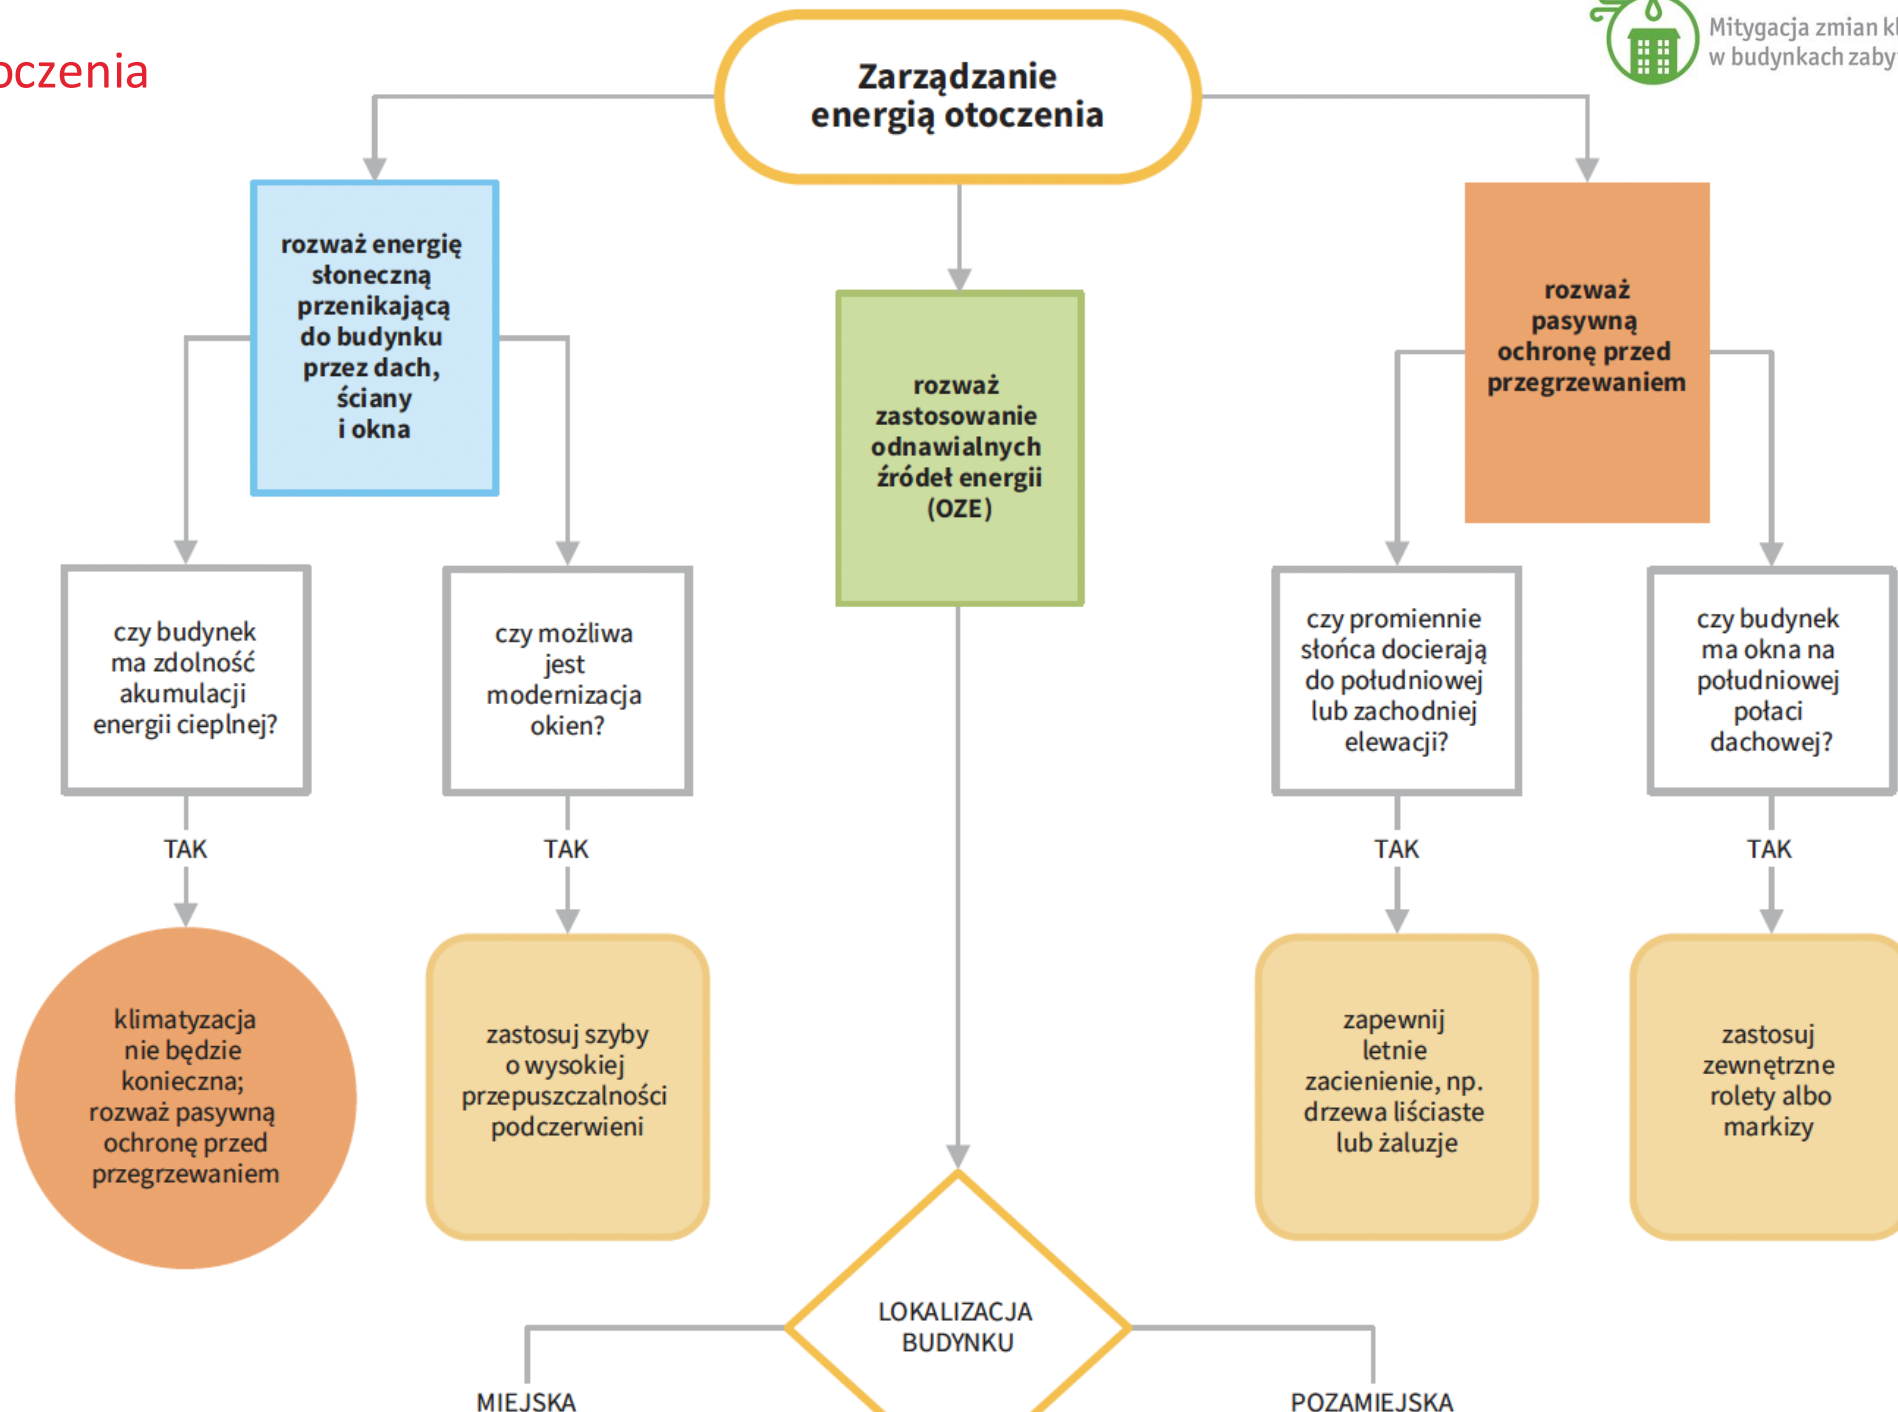 Mitygacja zmian
w budynkach
Zarządzanie
energią otoczenia
rozważ energię
słoneczną
przenikającą
do budynku
przez dach,
ściany
i okna
rozważ
zastosowanie
odnawialnych
źródeł energii
(OZE)
rozważ
pasywną
ochronę przed
przegrzewaniem
czy budynek
ma zdolność
akumulacji
energii cieplnej?
czy możliwa
jest
modernizacja
okien?
czy promiennie
słońca docierają
do południowej
lub zachodniej
elewacji?
czy budynek
ma okna na
południowej
połaci
dachowej?
TAK
TAK
TAK
TAK
klimatyzacja
nie będzie
konieczna;
rozważ pasywną
ochronę przed
przegrzewaniem
zastosuj szyby
o wysokiej
przepuszczalności
podczerwieni
zapewnij
letnie
zacienienie, np.
drzewa liściaste
lub żaluzje
zastosuj
zewnętrzne
rolety albo
markizy
LOKALIZACJA
BUDYNKU
MIEJSKA
POZAMIEJSKA